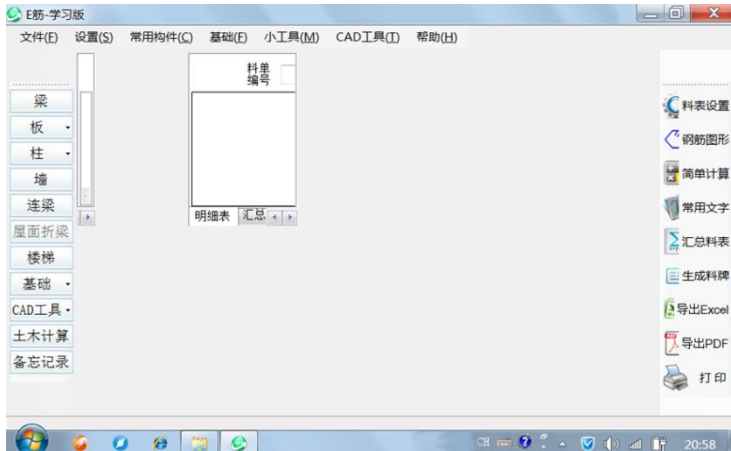 E筋-学习版
文件(F) 设置(S) 常用构件(C) 基础(F) 小工具(M) CAD工具(T) 帮助(H)
料单
编号
梁
板
柱
墙
连梁
屋面折梁
楼梯
基础
CAD工具
土木计算
备忘记录
明细表 汇总
料表设置
钢筋图形
简单计算
常用文字
汇总料表
生成料牌
导出Excel
导出PDF
打印
CH 20:58